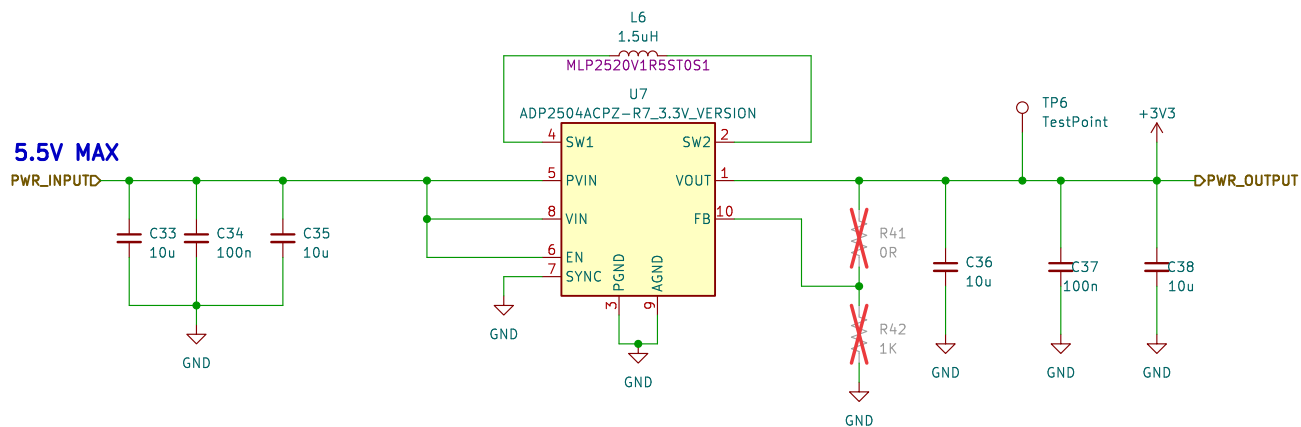 L6
1.5uH
MLP2520V1R5ST0S1
U7
ADP2504ACPZ-R7_3.3V_VERSION
5.5V MAX
PWR_INPUT
C33
10u
C34
100n
C35
10u
4
SW1
5
PVIN
8
VIN
6
EN
7
SYNC
SW2
2
VOUT
1
FB
10
PGND
3
AGND
9
GND
GND
GND
R41
0R
R42
1K
GND
C36
10u
GND
TP6
TestPoint
C37
100n
GND
+3V3
C38
10u
GND
PWR_OUTPUT